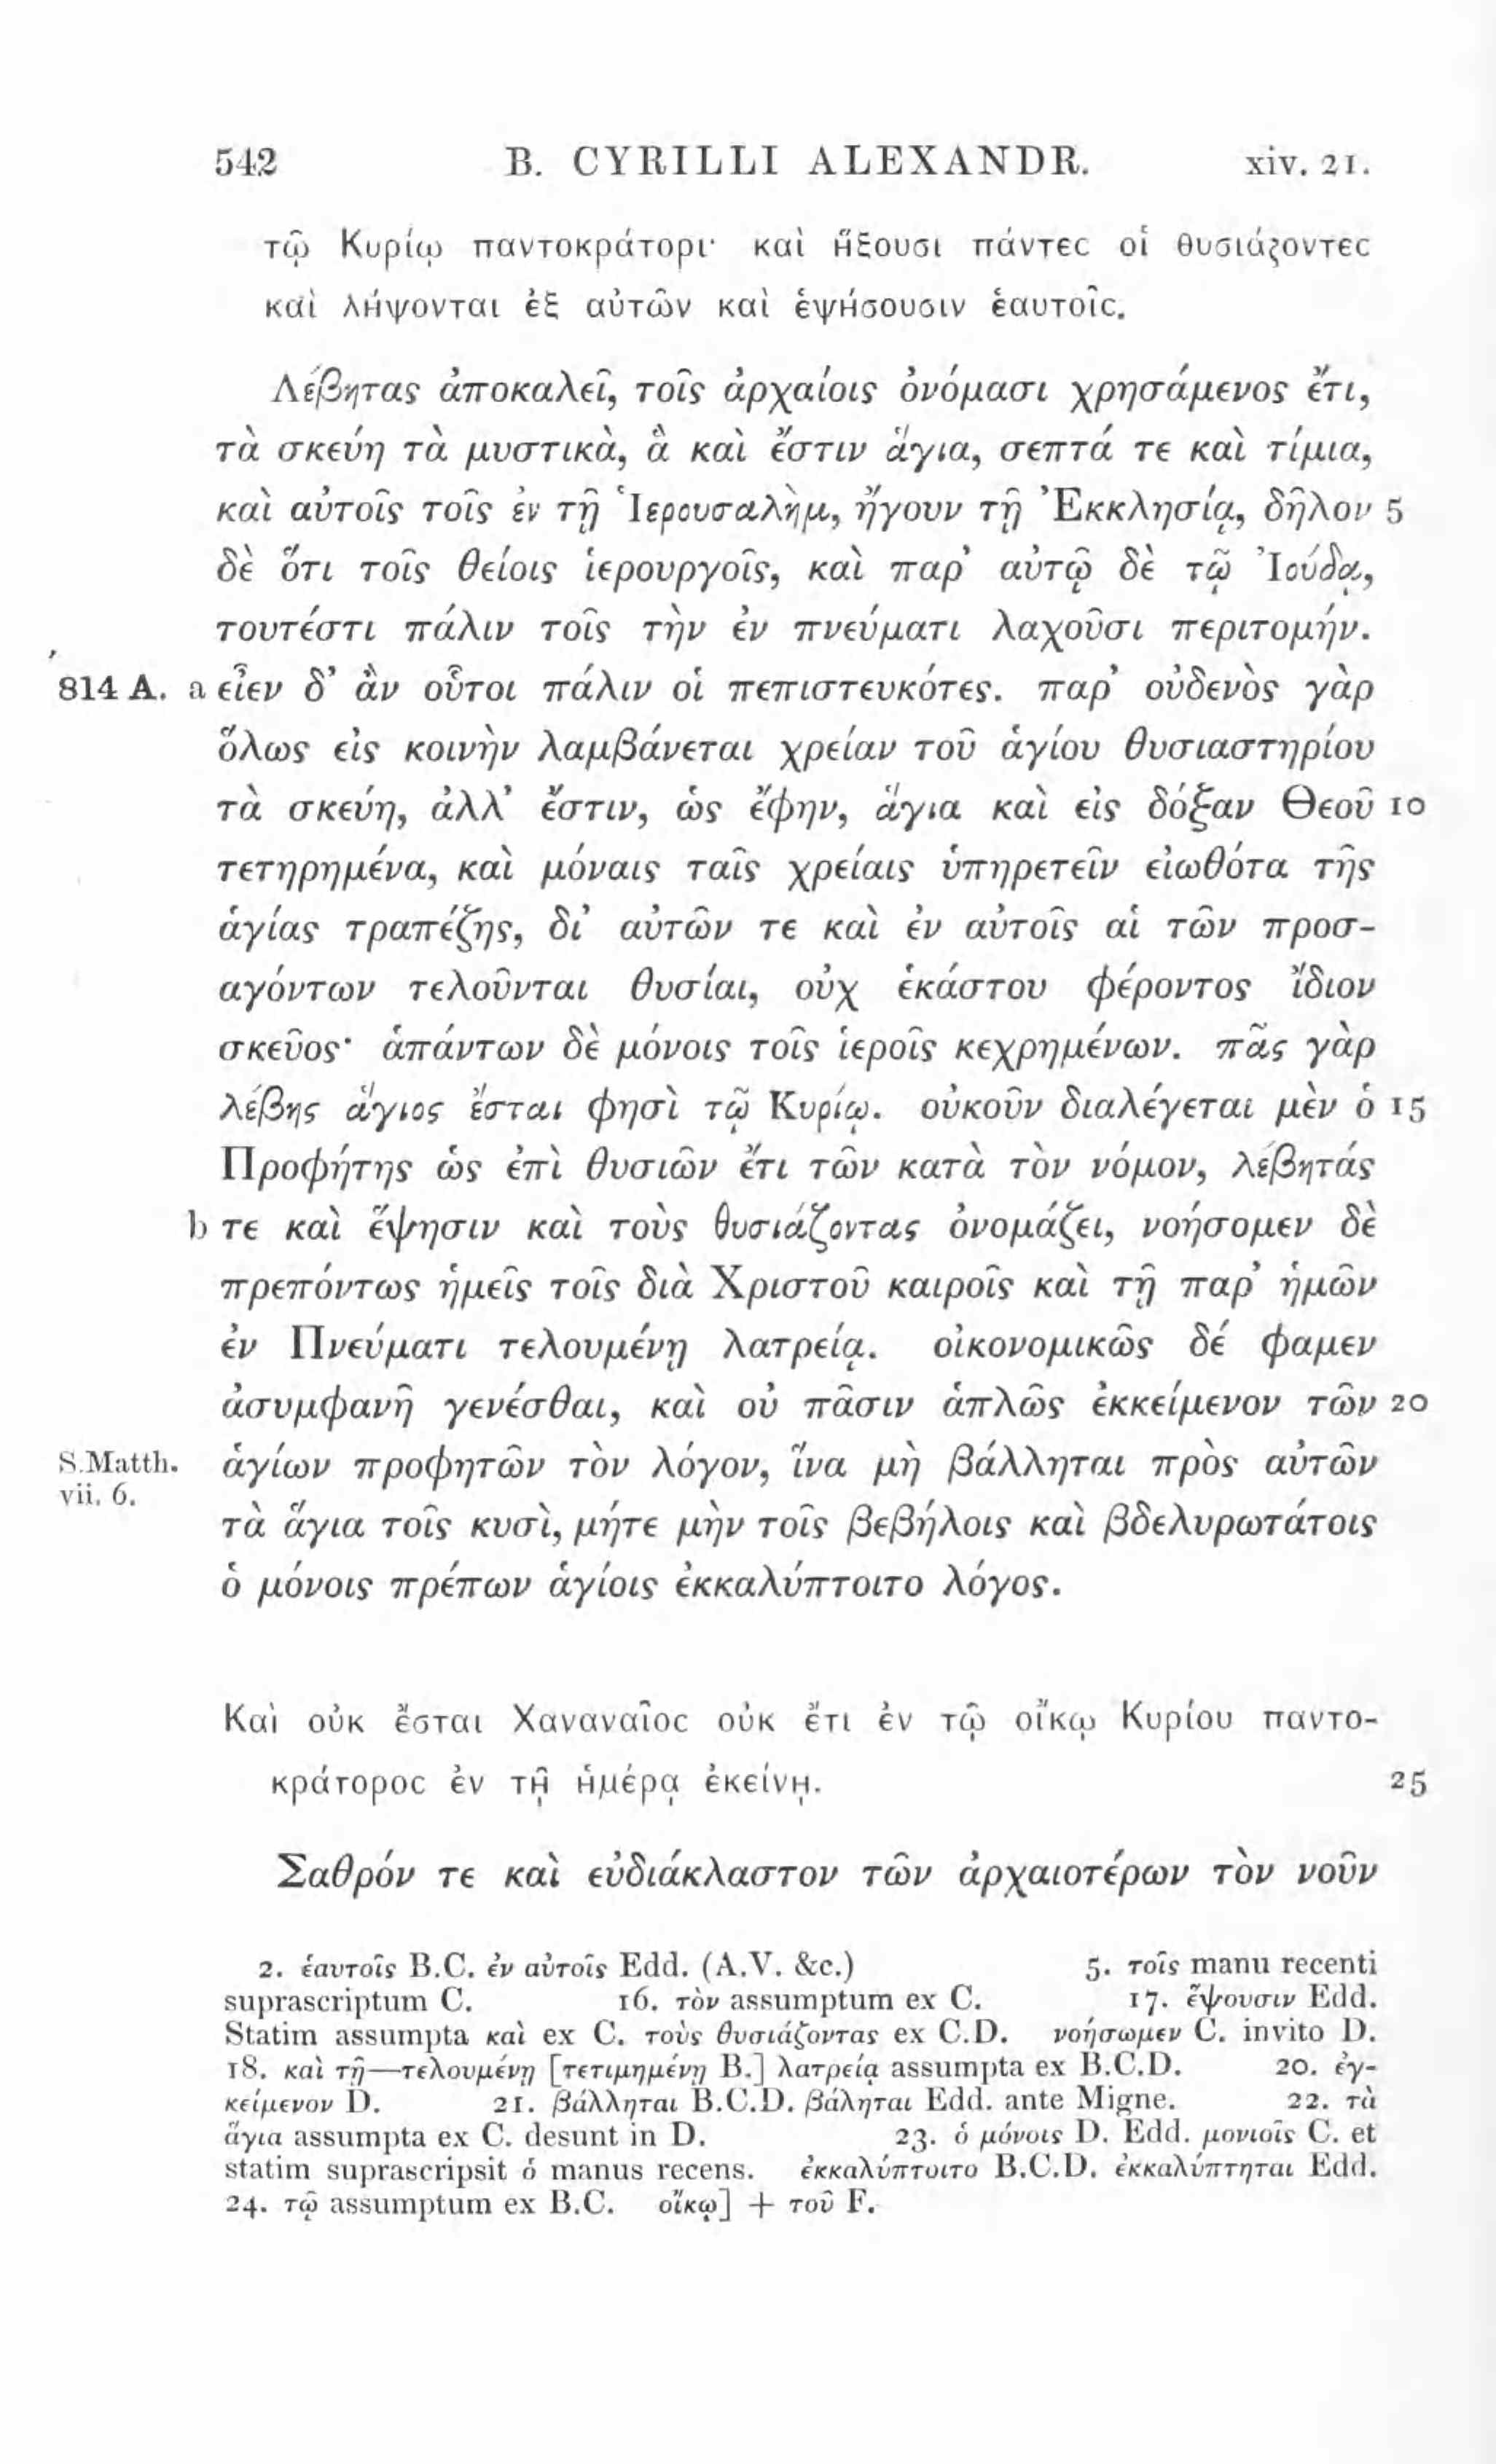 542 B. CYRILLI ALEXANDR. xiv. 21.
τῷ Κυρίῳ παντοκράτορι· καὶ ἥξουσι πάντες οἱ θυσιάζοντες
καὶ λήψονται ἐξ αὐτῶν καὶ ἑψήσουσιν ἑαυτοῖς.
Λέβητας ἀποκαλεῖ, τοῖς ἀρχαίοις ὀνόμασι χρησάμενος ἔτι,
τὰ σκεύη τὰ μυστικὰ, ἃ καὶ ἔστιν ἅγια, σεπτά τε καὶ τίμια,
καὶ αὐτοῖς τοῖς ἐν τῇ Ἱερουσαλὴμ, ἤγουν τῇ Ἐκκλησίᾳ, δῆλον 5
δὲ ὅτι τοῖς θείοις ἱερουργοῖς, καὶ παρ᾽ αὐτῷ δὲ τῷ Ἰούδᾳ,
τουτέστι πάλιν τοῖς τὴν ἐν πνεύματι λαχοῦσι περιτομήν.
814 A. a εἶεν δ᾽ ἂν οὗτοι πάλιν οἱ πεπιστευκότες. παρ᾽ οὐδενὸς γὰρ
ὅλως εἰς κοινὴν λαμβάνεται χρείαν τοῦ ἁγίου θυσιαστηρίου
τὰ σκεύη, ἀλλ᾽ ἔστιν, ὡς ἔφην, ἅγια καὶ εἰς δόξαν Θεοῦ 10
τετηρημένα, καὶ μόναις ταῖς χρείαις ὑπηρετεῖν εἰωθότα τῆς
ἁγίας τραπέζης, δι᾽ αὐτῶν τε καὶ ἐν αὐτοῖς αἱ τῶν προσ-
αγόντων τελοῦνται θυσίαι, οὐχ ἑκάστου φέροντος ἴδιον
σκεῦος· ἁπάντων δὲ μόνοις τοῖς ἱεροῖς κεχρημένων. πᾶς γὰρ
λέβης ἅγιος ἔσται φησὶ τῷ Κυρίῳ. οὐκοῦν διαλέγεται μὲν ὁ 15
Προφήτης ὡς ἐπὶ θυσιῶν ἔτι τῶν κατὰ τὸν νόμον, λέβητάς
b τε καὶ ἕψησιν καὶ τοὺς θυσιάζοντας ὀνομάζει, νοήσομεν δὲ
πρεπόντως ἡμεῖς τοῖς διὰ Χριστοῦ καιροῖς καὶ τῇ παρ᾽ ἡμῶν
ἐν Πνεύματι τελουμένῃ λατρείᾳ. οἰκονομικῶς δέ φαμεν
ἀσυμφανῆ γενέσθαι, καὶ οὐ πᾶσιν ἁπλῶς ἐκκείμενον τῶν 20
S.Matth. vii. 6. ἁγίων προφητῶν τὸν λόγον, ἵνα μὴ βάλληται πρὸς αὐτῶν
τὰ ἅγια τοῖς κυσὶ, μήτε μὴν τοῖς βεβήλοις καὶ βδελυρωτάτοις
ὁ μόνοις πρέπων ἁγίοις ἐκκαλύπτοιτο λόγος.
Καὶ οὐκ ἔσται Χαναναῖος οὐκ ἔτι ἐν τῷ οἴκῳ Κυρίου παντο-
κράτορος ἐν τῇ ἡμέρᾳ ἐκείνῃ. 25
Σαθρόν τε καὶ εὐδιάκλαστον τῶν ἀρχαιοτέρων τὸν νοῦν
2. ἑαυτοῖς B.C. ἐν αὐτοῖς Edd. (A.V. &c.) 5. τοῖς manu recenti
suprascriptum C. 16. τὸν assumptum ex C. 17. ἕψουσιν Edd.
Statim assumpta καὶ ex C. τοὺς θυσιάζοντας ex C.D. νοήσωμεν C. invito D.
18. καὶ τῇ—τελουμένῃ [τετιμημένῃ B.] λατρείᾳ assumpta ex B.C.D. 20. ἐγ-
κείμενον D. 21. βάλληται B.C.D. βάληται Edd. ante Migne. 22. τὰ
ἅγια assumpta ex C. desunt in D. 23. ὁ μόνοις D. Edd. μονιοῖς C. et
statim suprascripsit ὁ manus recens. ἐκκαλύπτοιτο B.C.D. ἐκκαλύπτηται Edd.
24. τῷ assumptum ex B.C. οἴκῳ] + τοῦ F.